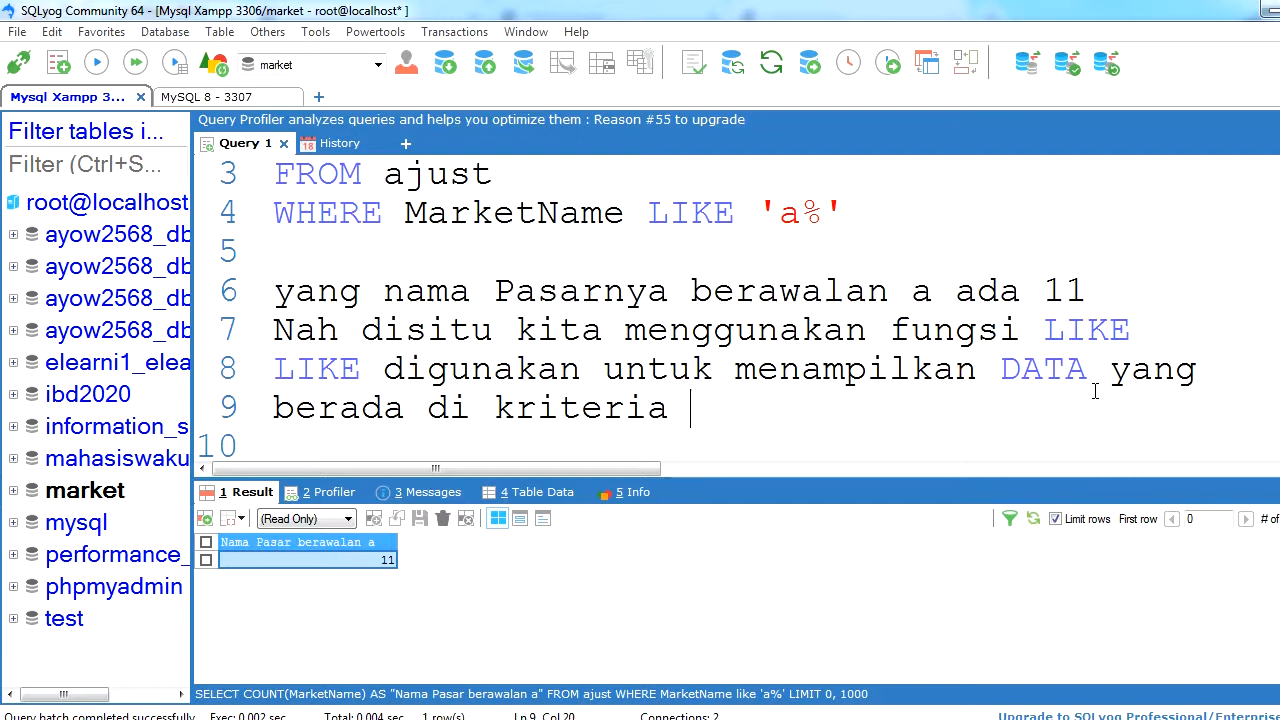 SQLyog Community 64 - [Mysql Xampp 3306/market - root@localhost* ]
File Edit Favorites Database Table Others Tools Powertools Transactions Window Help
market
Mysql Xampp 3... MySQL 8 - 3307
Filter tables i...
Filter (Ctrl+S...
root@localhost
ayow2568_db
ayow2568_db
ayow2568_db
ayow2568_db
elearni1_elea
ibd2020
information_s
mahasiswaku
market
mysql
performance_
phpmyadmin
test
Query Profiler analyzes queries and helps you optimize them : Reason #55 to upgrade
Query 1 History
3 FROM ajust
4 WHERE MarketName LIKE 'a%'
5
6 yang nama Pasarnya berawalan a ada 11
7 Nah disitu kita menggunakan fungsi LIKE
8 LIKE digunakan untuk menampilkan DATA yang
9 berada di kriteria
10
1 Result 2 Profiler 3 Messages 4 Table Data 5 Info
(Read Only) Limit rows First row 0 # of
Nama Pasar berawalan a
11
SELECT COUNT(MarketName) AS "Nama Pasar berawalan a" FROM ajust WHERE MarketName like 'a%' LIMIT 0, 1000
Query batch completed successfully Exec: 0.002 sec Total: 0.004 sec 1 row(s) Ln 9, Col 20 Connections: 2 Upgrade to SQLyog Professional/Enterprise